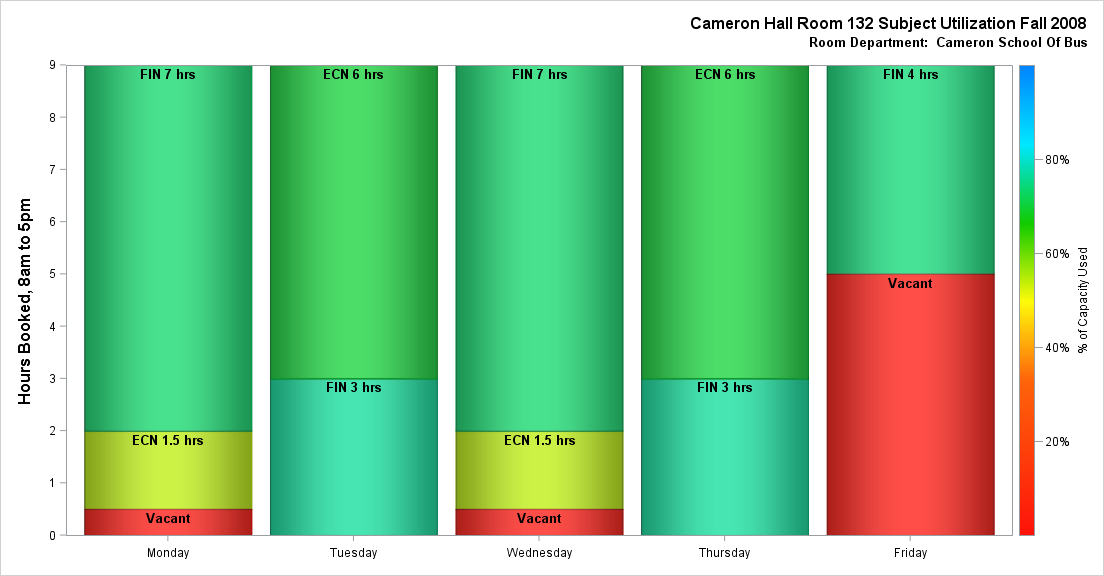 Cameron Hall Room 132 Subject Utilization Fall 2008
Room Department:  Cameron School Of Bus
Hours Booked, 8am to 5pm
9
8
7
6
5
4
3
2
1
0
FIN 7 hrs
ECN 1.5 hrs
Vacant
ECN 6 hrs
FIN 3 hrs
FIN 7 hrs
ECN 1.5 hrs
Vacant
ECN 6 hrs
FIN 3 hrs
FIN 4 hrs
Vacant
Monday
Tuesday
Wednesday
Thursday
Friday
80%
60%
40%
20%
% of Capacity Used